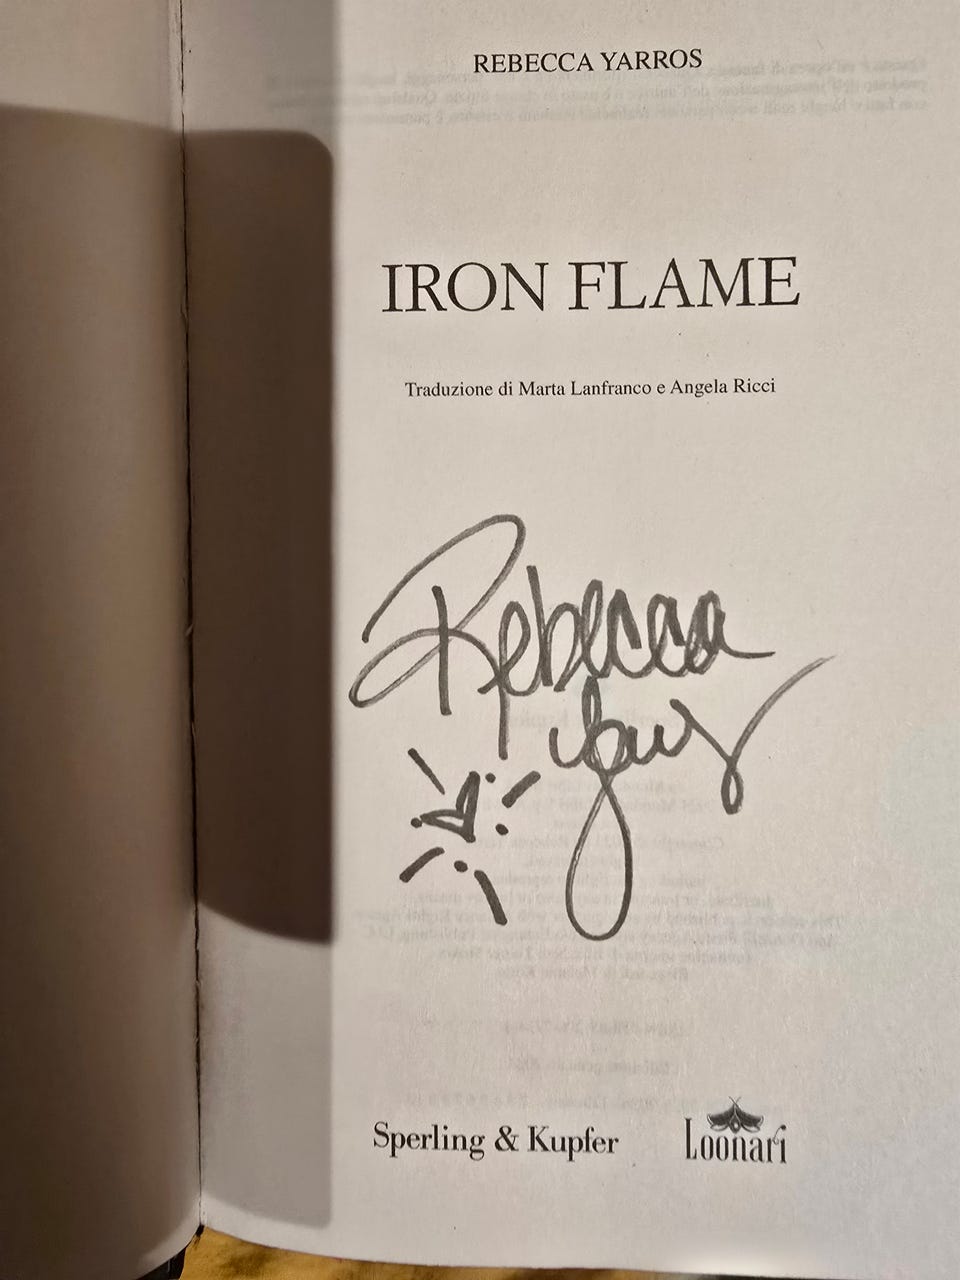 REBECCA YARROS
IRON FLAME
Traduzione di Marta Lanfranco e Angela Ricci
Rebecca
Yarros
Sperling & Kupfer
Loonari